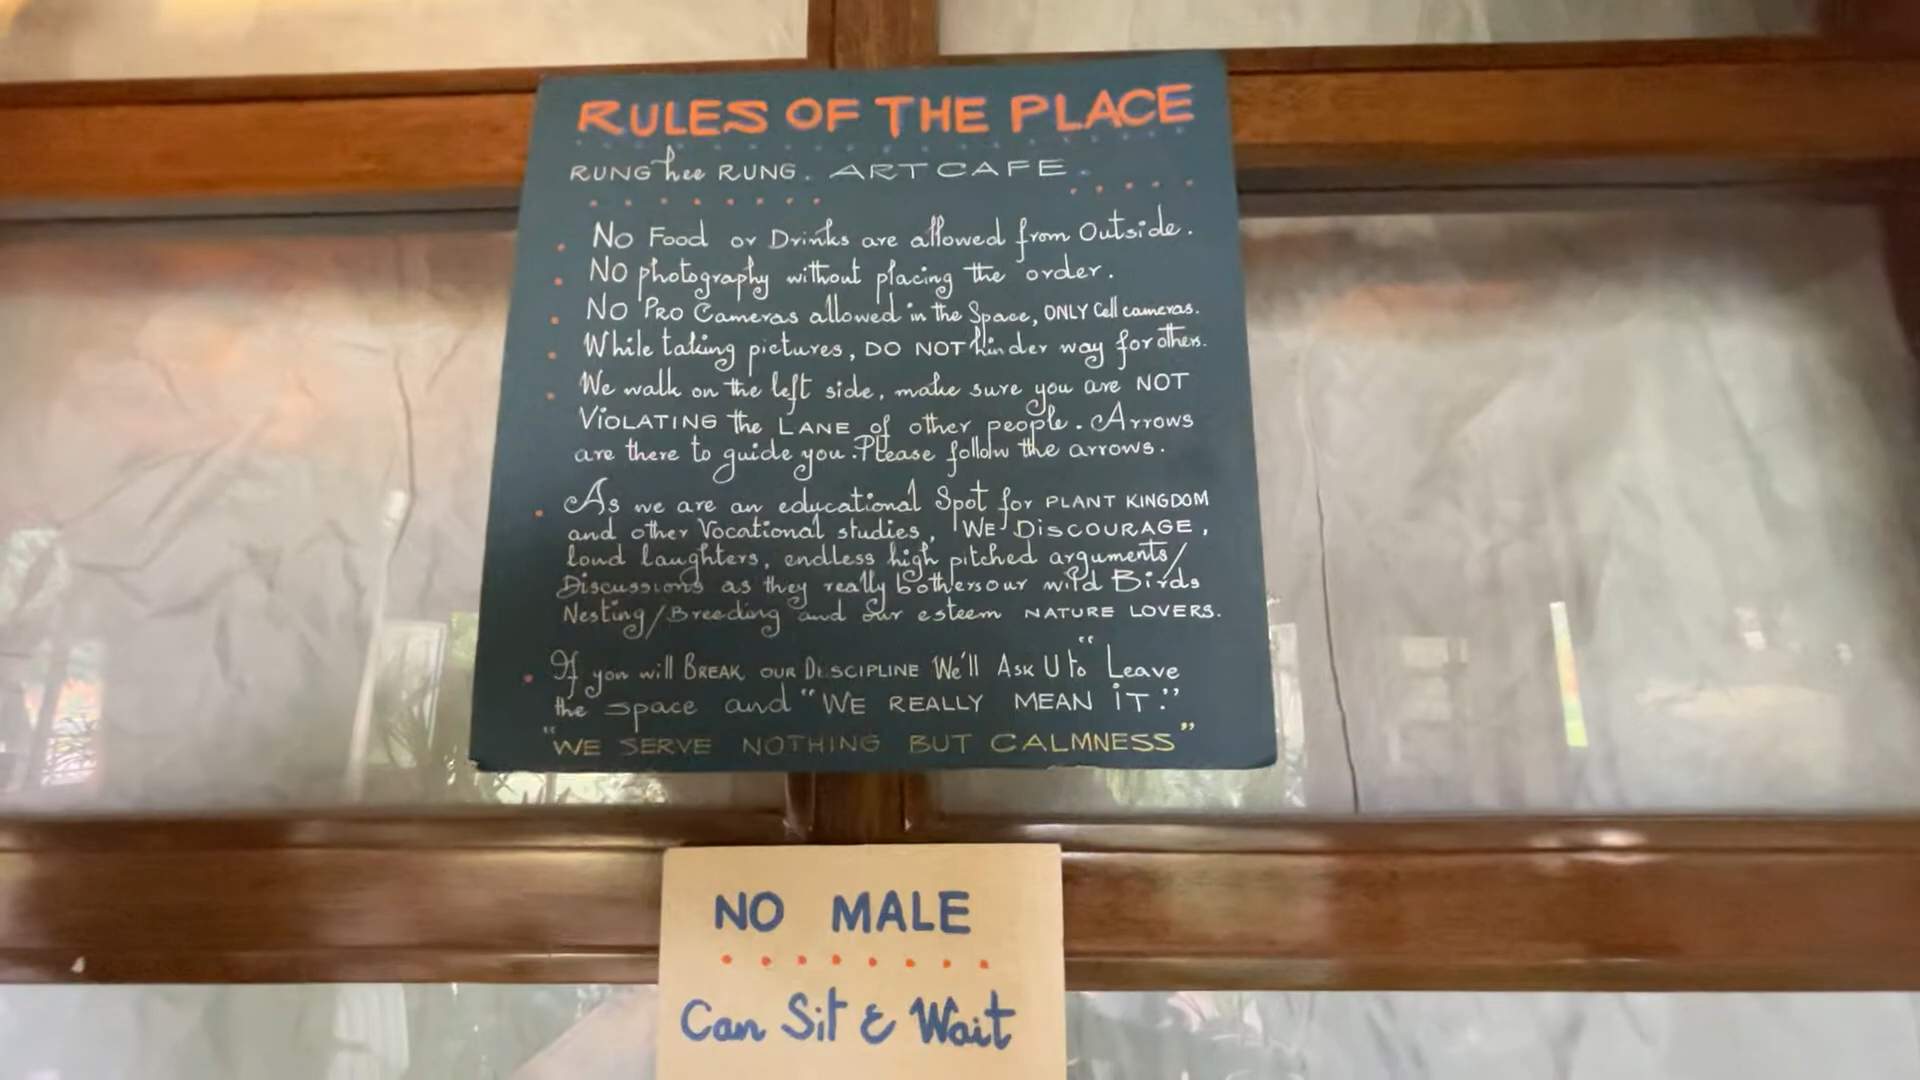 RULES OF THE PLACE
RUNG hee RUNG. ART CAFE.
• No Food or Drinks are allowed from Outside.
• No photography without placing the order.
• No PRO Cameras allowed in the Space, ONLY Cell cameras.
• While taking pictures, DO NOT hinder way for others.
• We walk on the left side, make sure you are NOT
VIOLATING the LANE of other people. Arrows
are there to guide you. Please follow the arrows.
• As we are an educational Spot for PLANT KINGDOM
and other Vocational studies, WE DISCOURAGE,
loud laughters, endless high pitched arguments/
Discussions as they really bothers our wild Birds
Nesting/Breeding and our esteem NATURE LOVERS.
• If you will BREAK OUR DISCIPLINE We'll ASK U to "Leave
the space and "WE REALLY MEAN IT."
"WE SERVE NOTHING BUT CALMNESS"
NO MALE
Can Sit & Wait